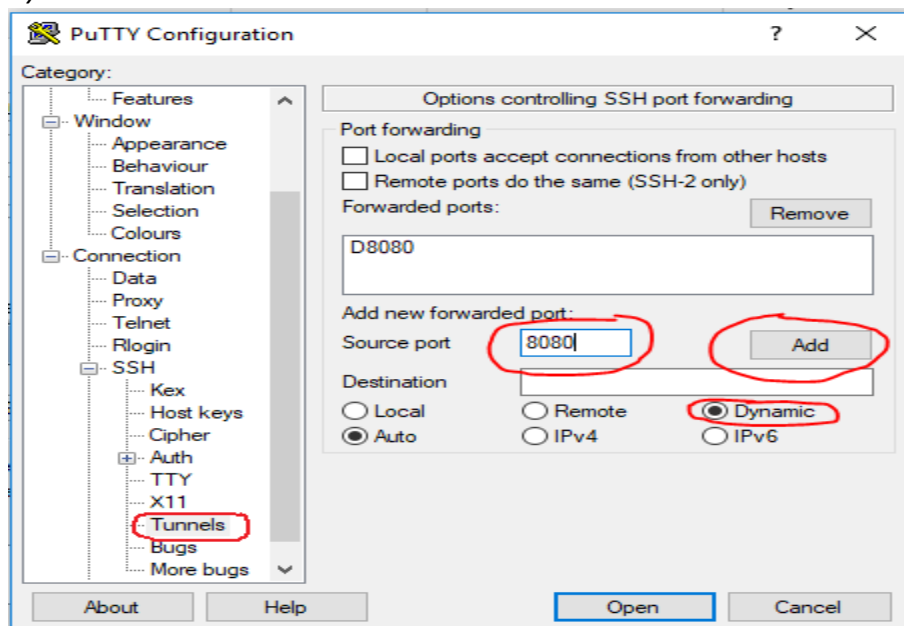 PuTTY Configuration ? ×
Category:
Features
Window
Appearance
Behaviour
Translation
Selection
Colours
Connection
Data
Proxy
Telnet
Rlogin
SSH
Kex
Host keys
Cipher
Auth
TTY
X11
Tunnels
Bugs
More bugs
Options controlling SSH port forwarding
Port forwarding
Local ports accept connections from other hosts
Remote ports do the same (SSH-2 only)
Forwarded ports: Remove
D8080
Add new forwarded port:
Source port 8080 Add
Destination
Local Remote Dynamic
Auto IPv4 IPv6
About Help Open Cancel